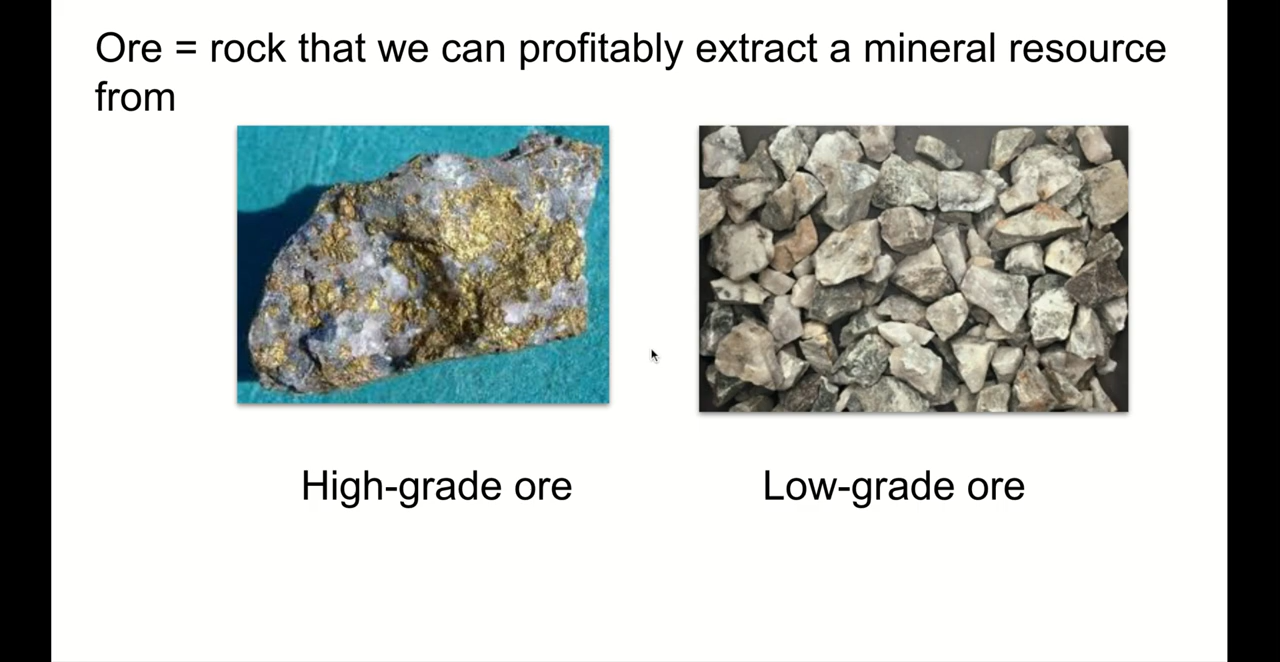 Ore = rock that we can profitably extract a mineral resource
from
High-grade ore
Low-grade ore